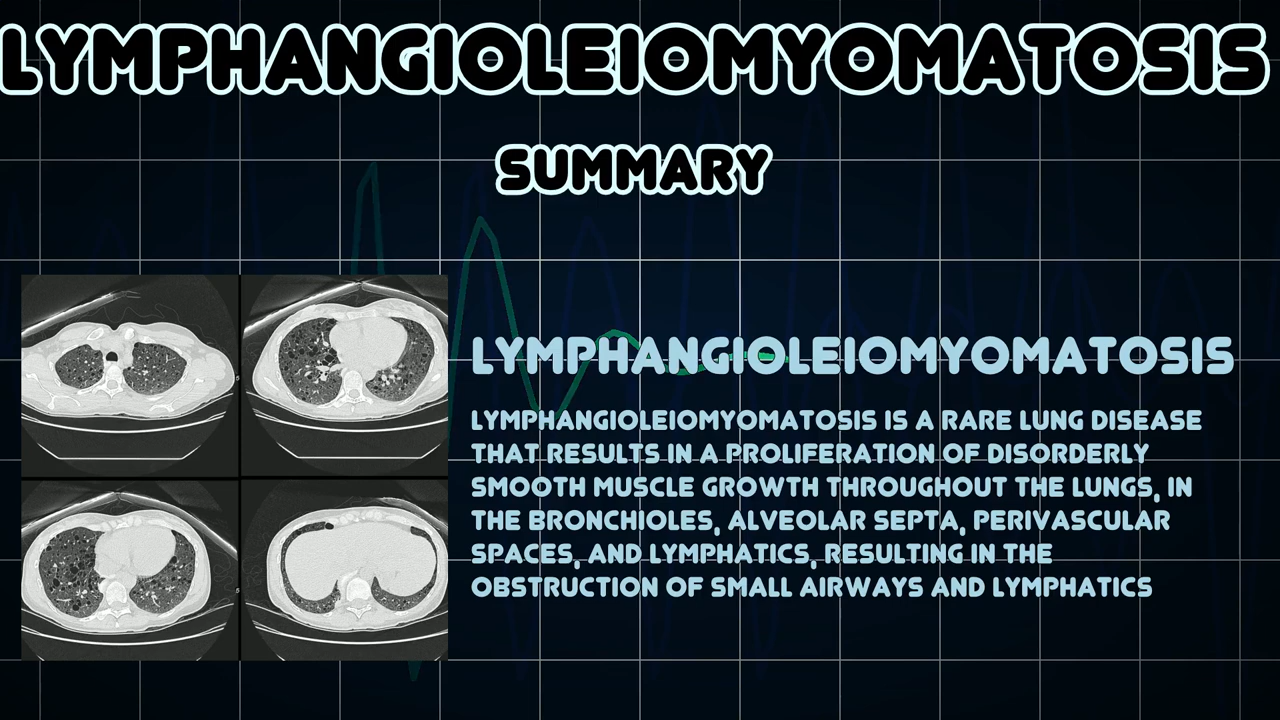 LYMPHANGIOLEIOMYOMATOSIS
SUMMARY
LYMPHANGIOLEIOMYOMATOSIS
LYMPHANGIOLEIOMYOMATOSIS IS A RARE LUNG DISEASE
THAT RESULTS IN A PROLIFERATION OF DISORDERLY
SMOOTH MUSCLE GROWTH THROUGHOUT THE LUNGS, IN
THE BRONCHIOLES, ALVEOLAR SEPTA, PERIVASCULAR
SPACES, AND LYMPHATICS, RESULTING IN THE
OBSTRUCTION OF SMALL AIRWAYS AND LYMPHATICS